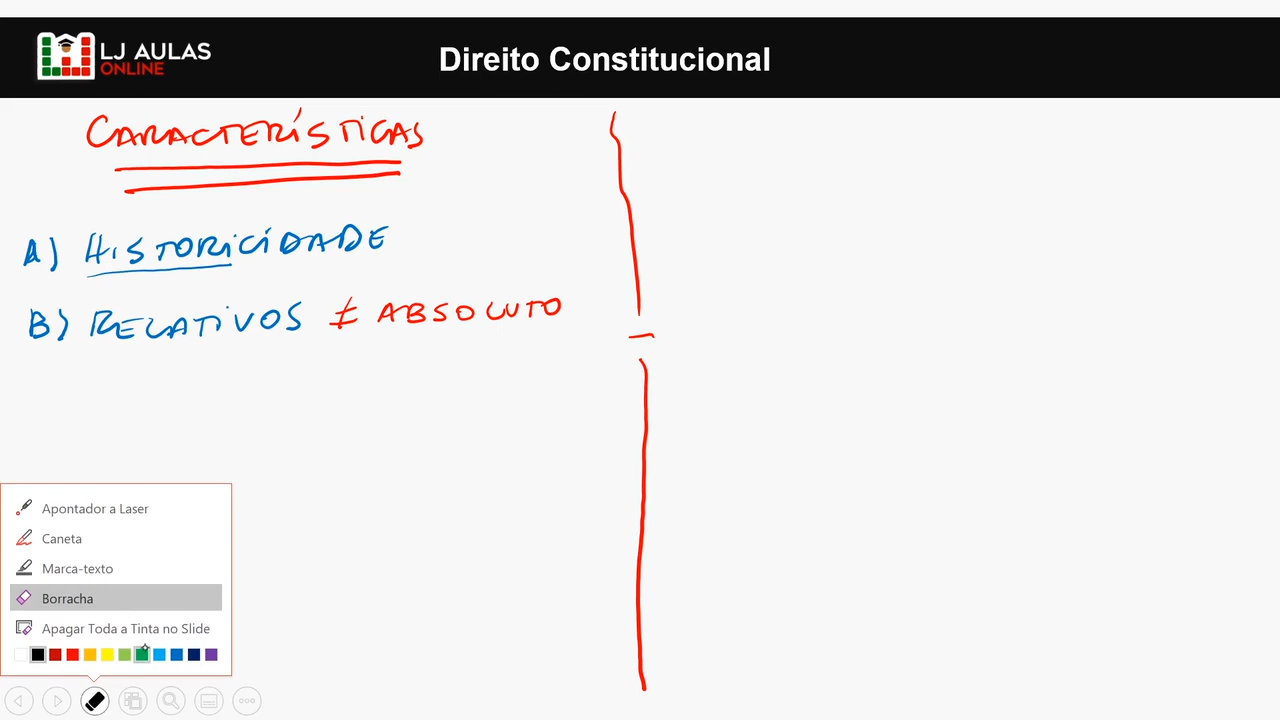 LJ AULAS
ONLINE
Direito Constitucional
CARACTERÍSTICAS
A) HISTORICIDADE
B) RELATIVOS ≠ ABSOLUTO
Apontador a Laser
Caneta
Marca-texto
Borracha
Apagar Toda a Tinta no Slide